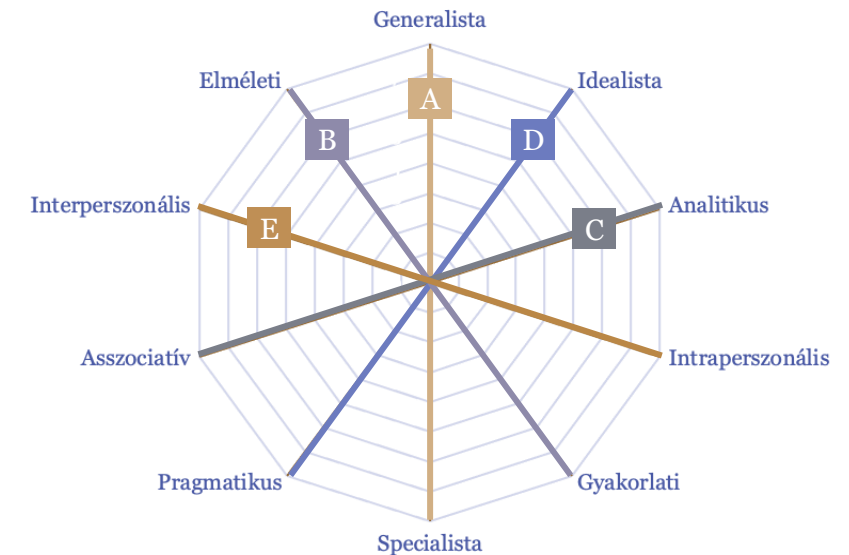 Generalista
Elméleti
Idealista
A
B
D
Interperszonális
Analitikus
E
C
Asszociatív
Intraperszonális
Pragmatikus
Gyakorlati
Specialista